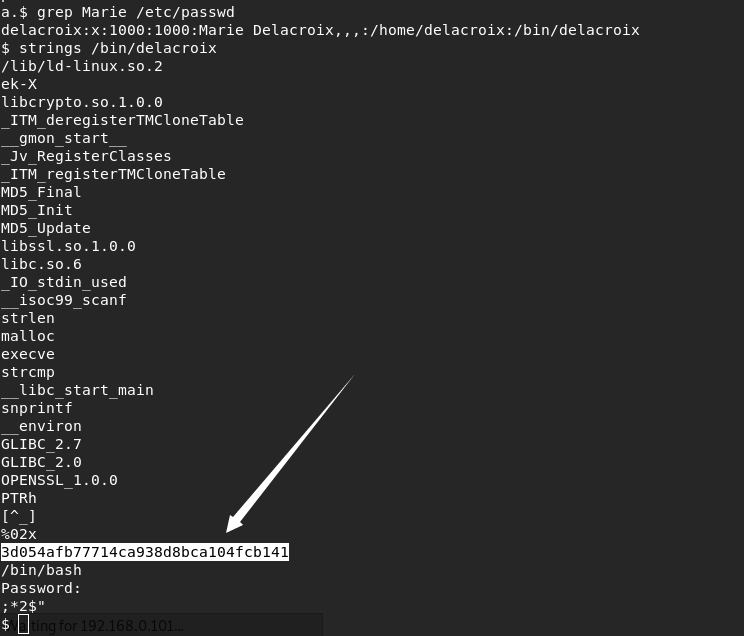 a.$ grep Marie /etc/passwd
delacroix:x:1000:1000:Marie Delacroix,,,:/home/delacroix:/bin/delacroix
$ strings /bin/delacroix
/lib/ld-linux.so.2
ek-X
libcrypto.so.1.0.0
_ITM_deregisterTMCloneTable
__gmon_start__
_Jv_RegisterClasses
_ITM_registerTMCloneTable
MD5_Final
MD5_Init
MD5_Update
libssl.so.1.0.0
libc.so.6
_IO_stdin_used
__isoc99_scanf
strlen
malloc
execve
strcmp
__libc_start_main
snprintf
__environ
GLIBC_2.7
GLIBC_2.0
OPENSSL_1.0.0
PTRh
[^_]
%02x
3d054afb77714ca938d8bca104fcb141
/bin/bash
Password:
;*2$"
$
for 192.168.0.101...